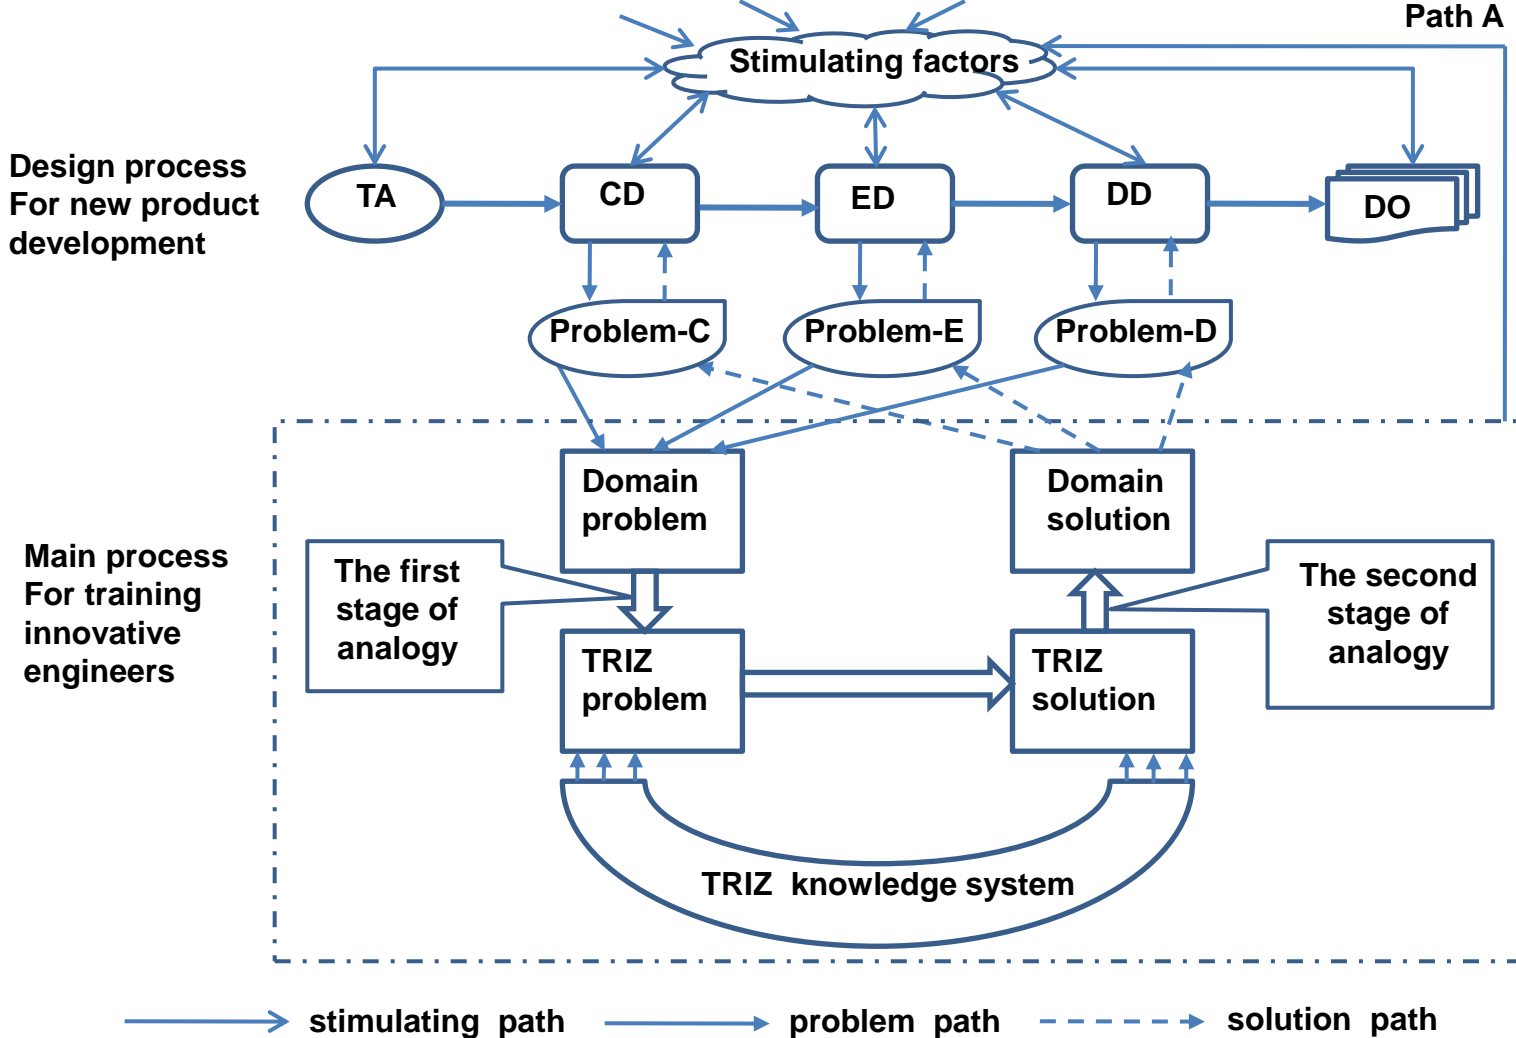 Path A
Stimulating factors
Design process
For new product
development
TA
CD
ED
DD
DO
Problem-C
Problem-E
Problem-D
Domain
problem
Domain
solution
Main process
For training
innovative
engineers
The first
stage of
analogy
The second
stage of
analogy
TRIZ
problem
TRIZ
solution
TRIZ knowledge system
stimulating path
problem path
solution path